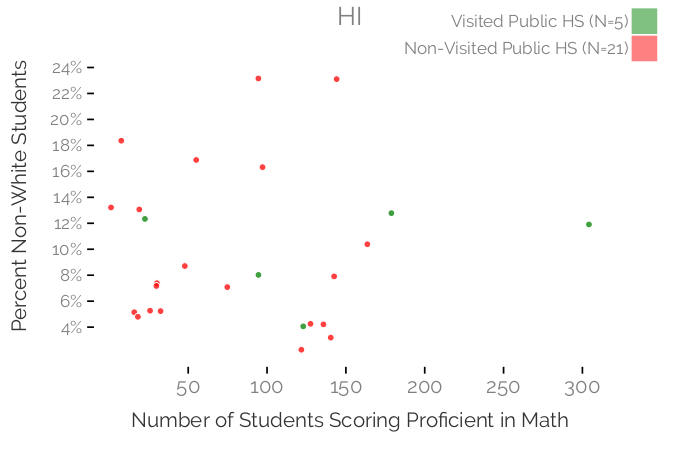 HI
Visited Public HS (N=5)
Non-Visited Public HS (N=21)
Percent Non-White Students
24%
22%
20%
18%
16%
14%
12%
10%
8%
6%
4%
50 100 150 200 250 300
Number of Students Scoring Proficient in Math